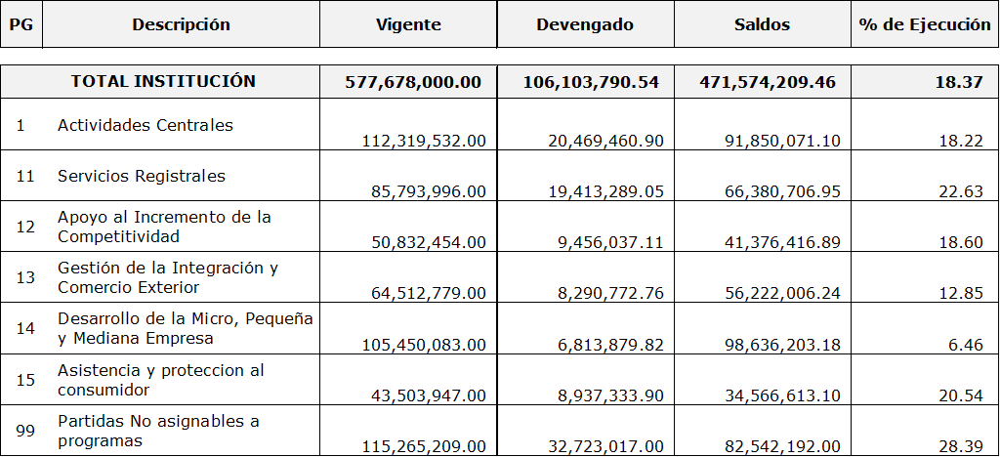 PG Descripción Vigente Devengado Saldos % de Ejecución
TOTAL INSTITUCIÓN 577,678,000.00 106,103,790.54 471,574,209.46 18.37
1 Actividades Centrales 112,319,532.00 20,469,460.90 91,850,071.10 18.22
11 Servicios Registrales 85,793,996.00 19,413,289.05 66,380,706.95 22.63
12 Apoyo al Incremento de la
Competitividad 50,832,454.00 9,456,037.11 41,376,416.89 18.60
13 Gestión de la Integración y
Comercio Exterior 64,512,779.00 8,290,772.76 56,222,006.24 12.85
14 Desarrollo de la Micro, Pequeña
y Mediana Empresa 105,450,083.00 6,813,879.82 98,636,203.18 6.46
15 Asistencia y proteccion al
consumidor 43,503,947.00 8,937,333.90 34,566,613.10 20.54
99 Partidas No asignables a
programas 115,265,209.00 32,723,017.00 82,542,192.00 28.39